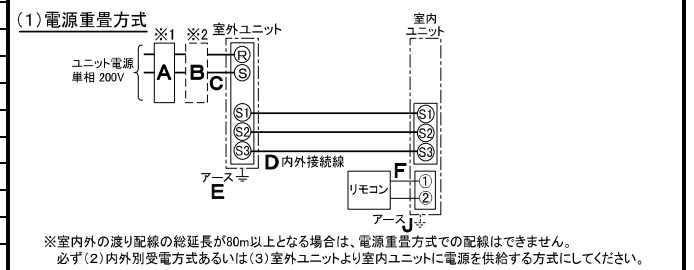 (1)電源重畳方式
※1 ※2 室外ユニット
室内
ユニット
ユニット電源
単相 200V
A B C
R
S
S1 S1
S2 S2
S3 S3
D 内外接続線
アース
E
F
リモコン
①
②
アース J
※室内外の渡り配線の総延長が80m以上となる場合は、電源重畳方式での配線はできません。
必ず(2)内外別受電方式あるいは(3)室外ユニットより室内ユニットに電源を供給する方式にしてください。